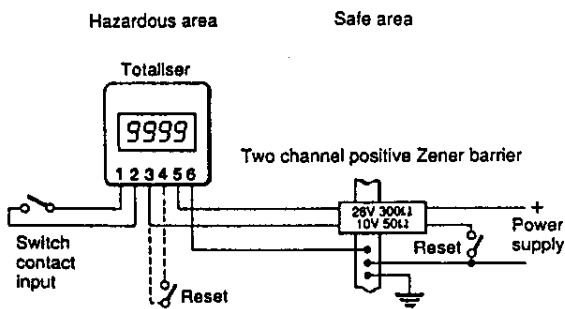 Hazardous area
Safe area
Totaliser
9999
1 2 3 4 5 6
Two channel positive Zener barrier
28V 300Ω
10V 50Ω
+
Power
supply
Reset
Switch
contact
input
Reset